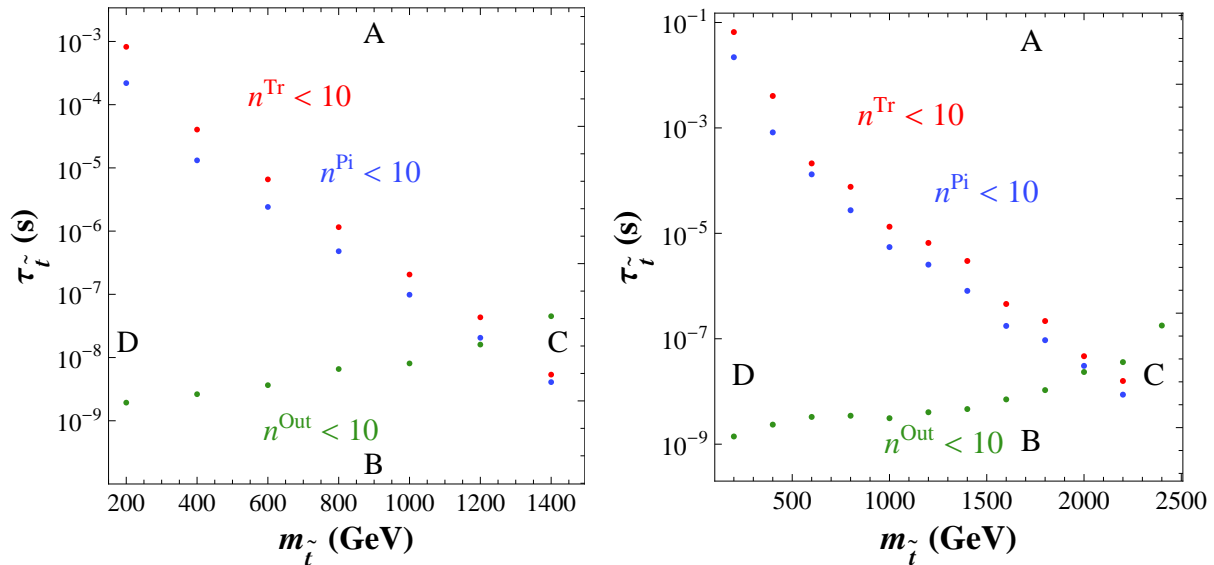 A
10⁻³
n^Tr < 10
10⁻⁴
n^Pi < 10
10⁻⁵
10⁻⁶
τ_t̃ (s)
10⁻⁷
D
C
10⁻⁸
10⁻⁹
n^Out < 10
B
200 400 600 800 1000 1200 1400
m_t̃ (GeV)
10⁻¹
A
n^Tr < 10
10⁻³
n^Pi < 10
τ_t̃ (s)
10⁻⁵
10⁻⁷
D
C
10⁻⁹
n^Out < 10
B
500 1000 1500 2000 2500
m_t̃ (GeV)